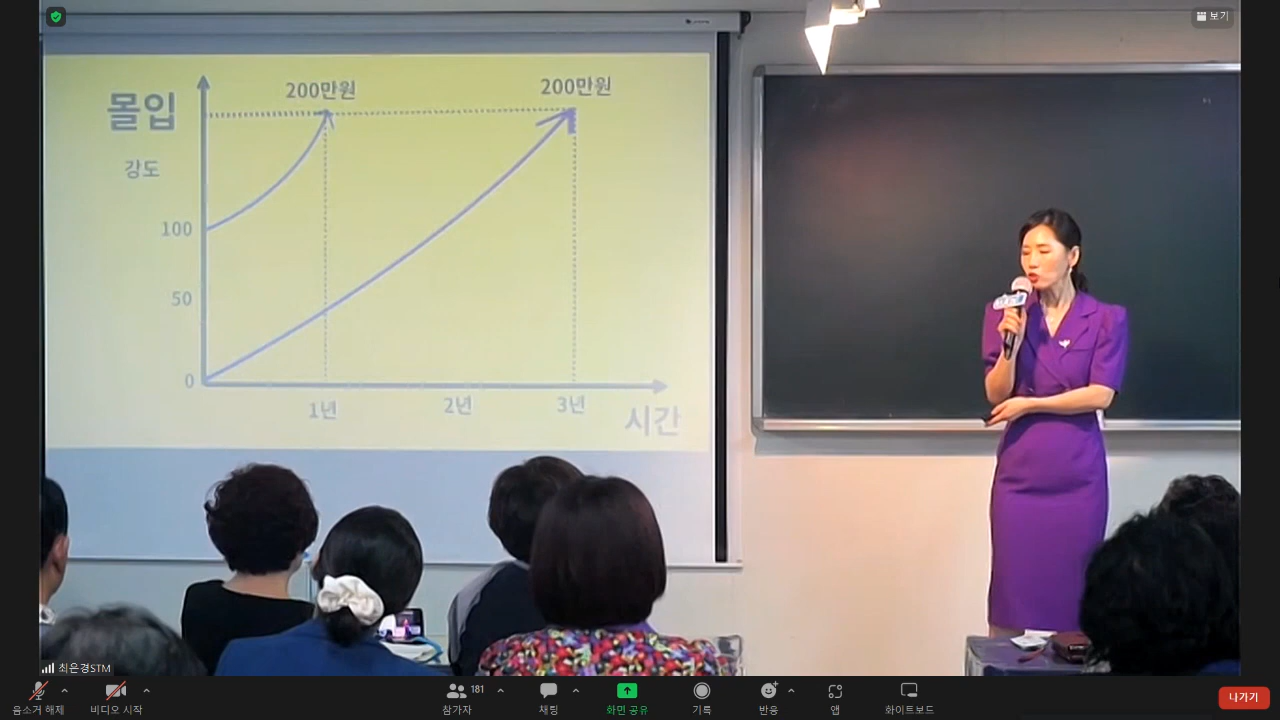 보기
200만원
200만원
몰입
강도
100
50
0
1년
2년
3년
시간
최은경STM
음소거 해제
비디오 시작
181
참가자
채팅
화면 공유
기록
반응
앱
화이트보드
나가기